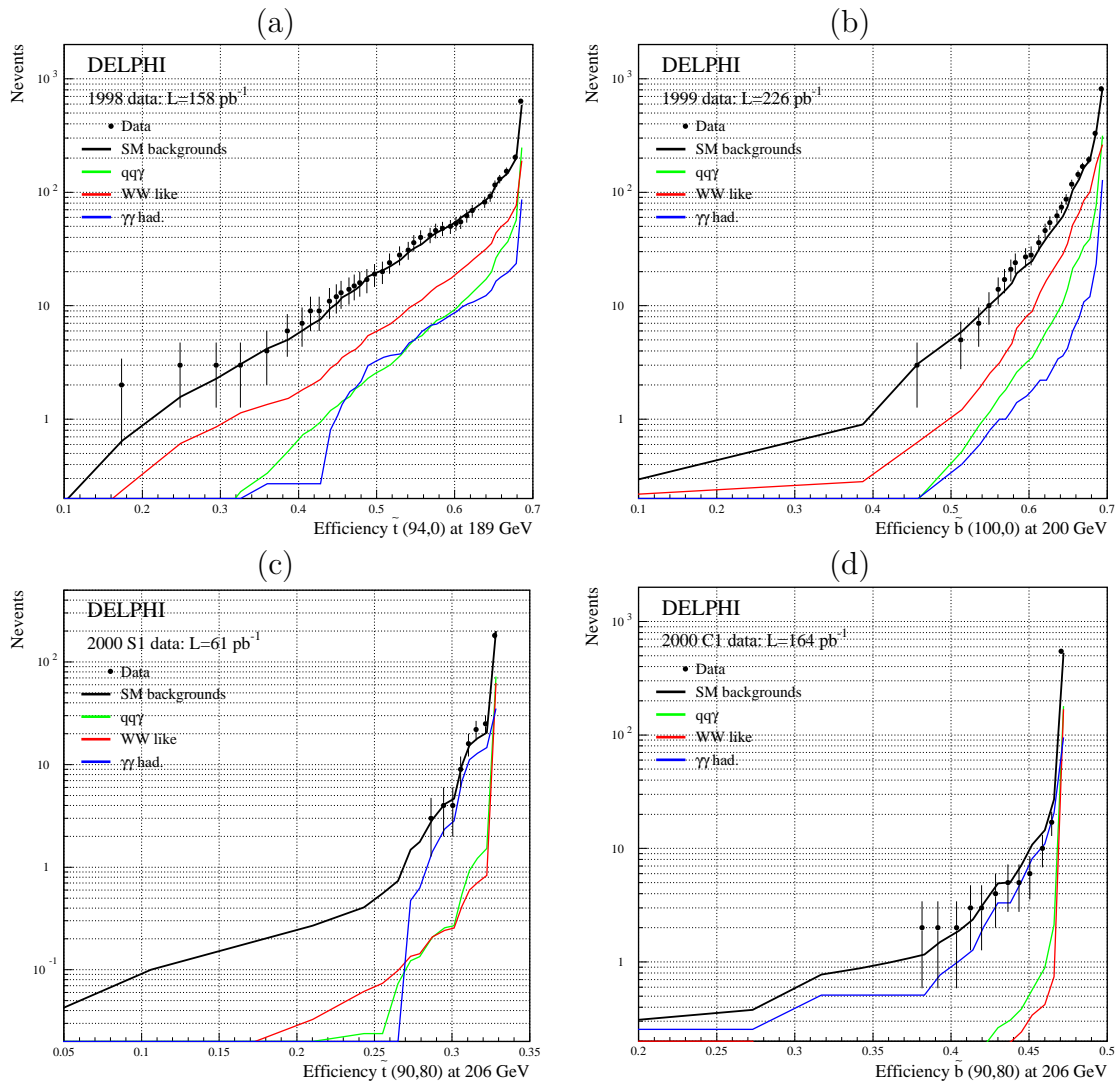 (a)
Nevents
DELPHI
1998 data: L=158 pb⁻¹
Data
SM backgrounds
qqγ
WW like
γγ had.
10³
10²
10
1
0.1 0.2 0.3 0.4 0.5 0.6 0.7
Efficiency t̃ (94,0) at 189 GeV
(b)
Nevents
DELPHI
1999 data: L=226 pb⁻¹
Data
SM backgrounds
qqγ
WW like
γγ had.
10³
10²
10
1
0.1 0.2 0.3 0.4 0.5 0.6 0.7
Efficiency b̃ (100,0) at 200 GeV
(c)
Nevents
DELPHI
2000 S1 data: L=61 pb⁻¹
Data
SM backgrounds
qqγ
WW like
γγ had.
10²
10
1
10⁻¹
0.05 0.1 0.15 0.2 0.25 0.3 0.35
Efficiency t̃ (90,80) at 206 GeV
(d)
Nevents
DELPHI
2000 C1 data: L=164 pb⁻¹
Data
SM backgrounds
qqγ
WW like
γγ had.
10³
10²
10
1
0.2 0.25 0.3 0.35 0.4 0.45 0.5
Efficiency b̃ (90,80) at 206 GeV